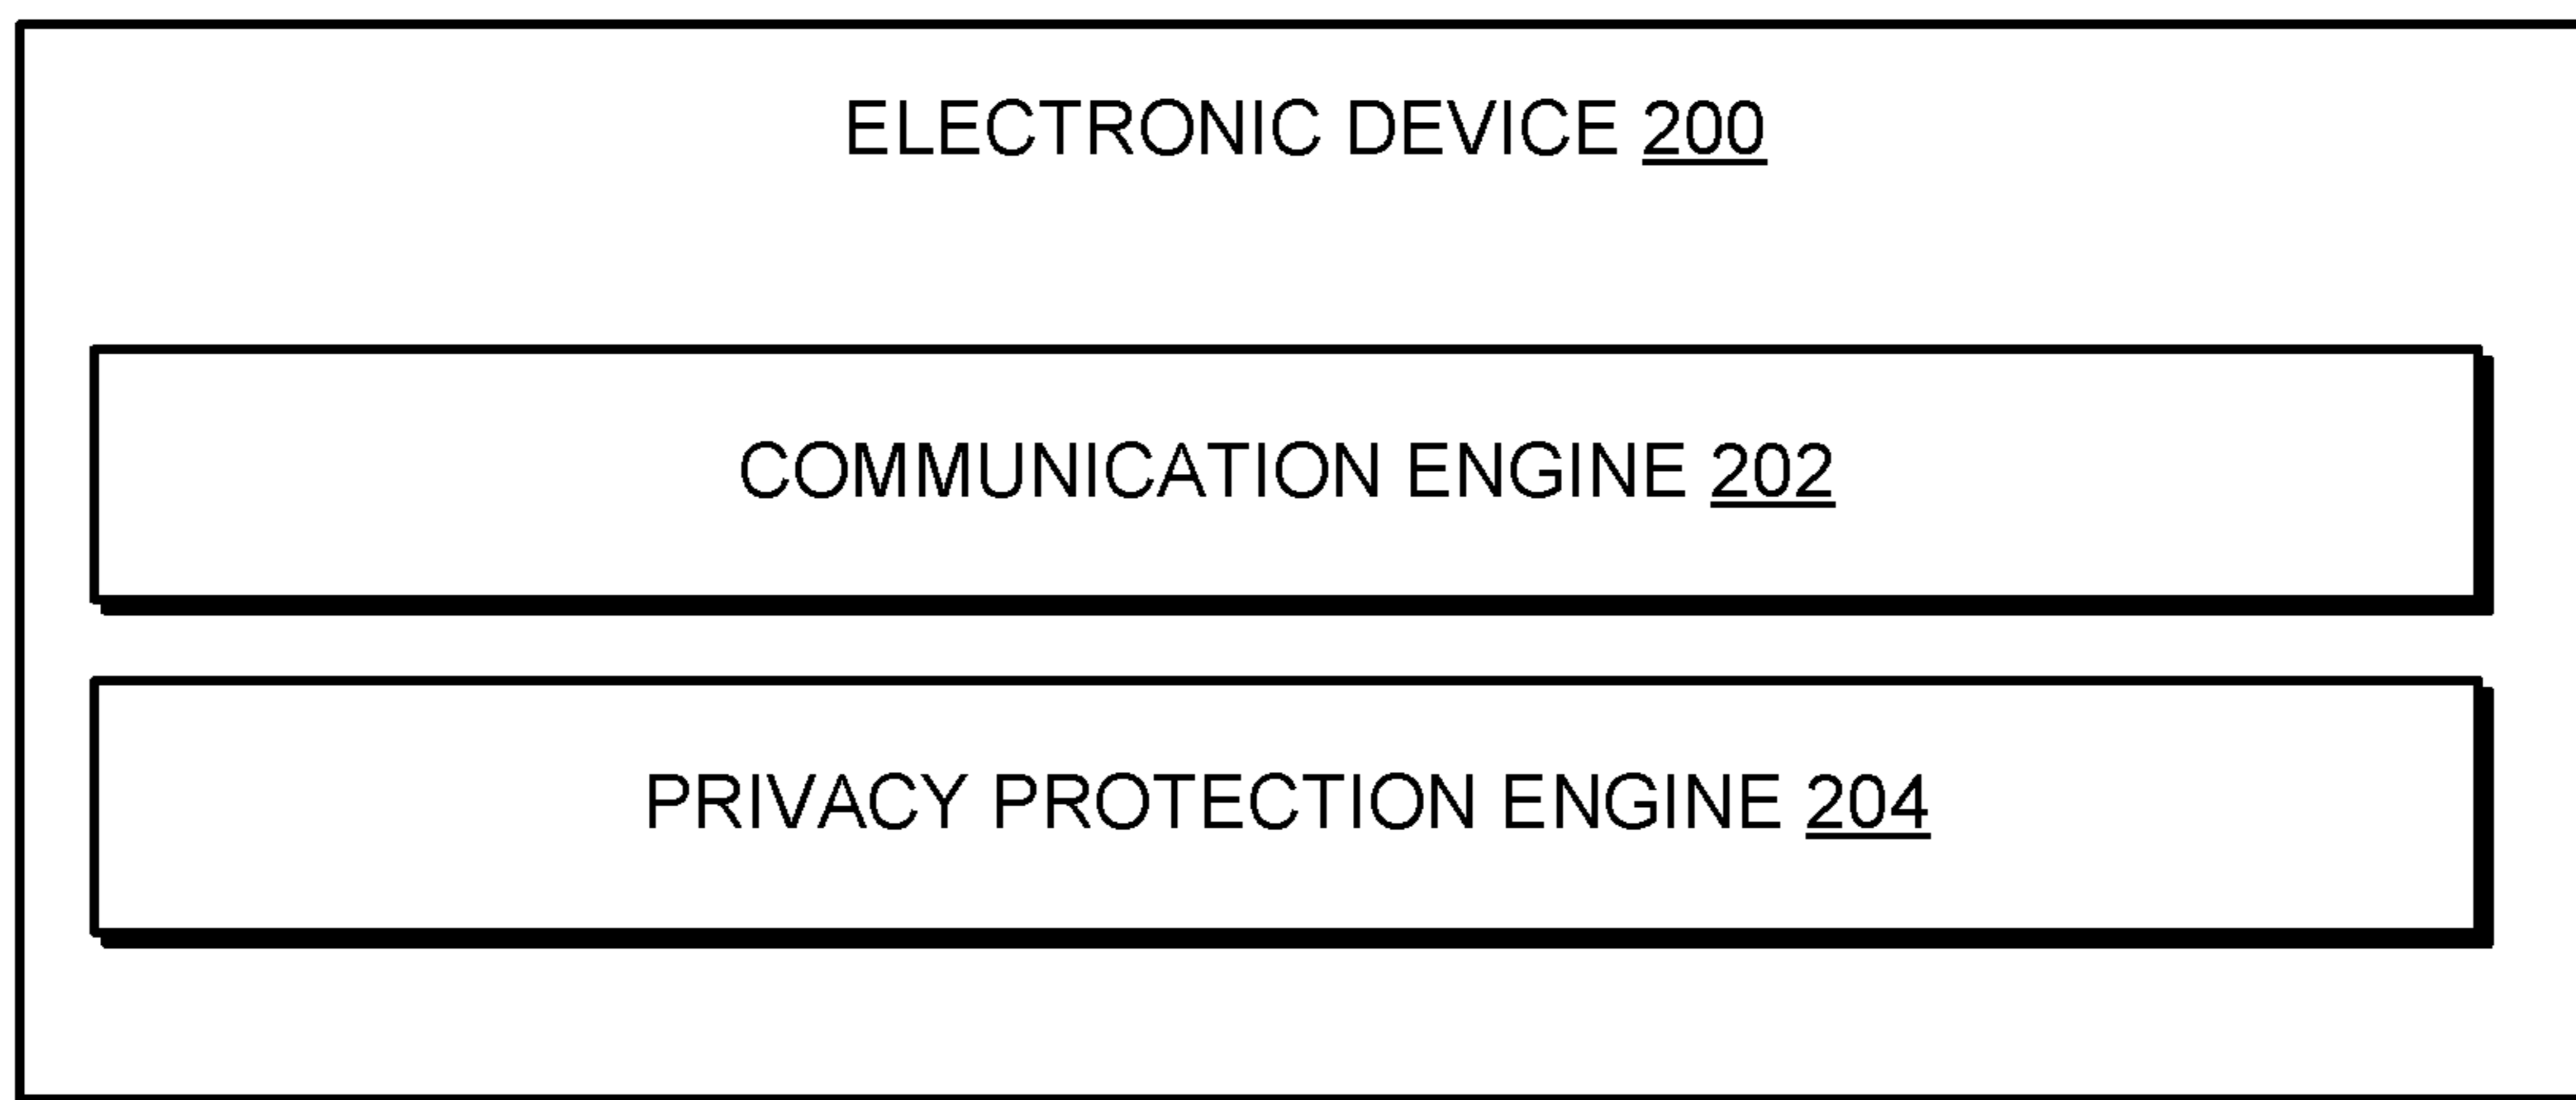 ELECTRONIC DEVICE 200
COMMUNICATION ENGINE 202
PRIVACY PROTECTION ENGINE 204